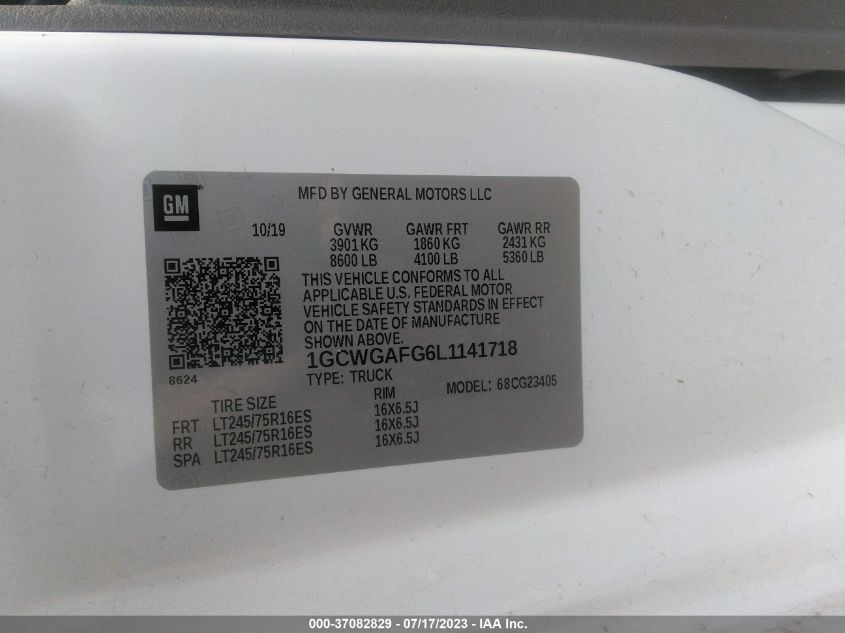 GM
MFD BY GENERAL MOTORS LLC
10/19 GVWR GAWR FRT GAWR RR
3901 KG 1860 KG 2431 KG
8600 LB 4100 LB 5360 LB
THIS VEHICLE CONFORMS TO ALL
APPLICABLE U.S. FEDERAL MOTOR
VEHICLE SAFETY STANDARDS IN EFFECT
ON THE DATE OF MANUFACTURE
SHOWN ABOVE.
1GCWGAFG6L1141718
8624
TYPE: TRUCK MODEL: 68CG23405
TIRE SIZE RIM
FRT LT245/75R16ES 16X6.5J
RR LT245/75R16ES 16X6.5J
SPA LT245/75R16ES 16X6.5J
000-37082829 - 07/17/2023 - IAA Inc.